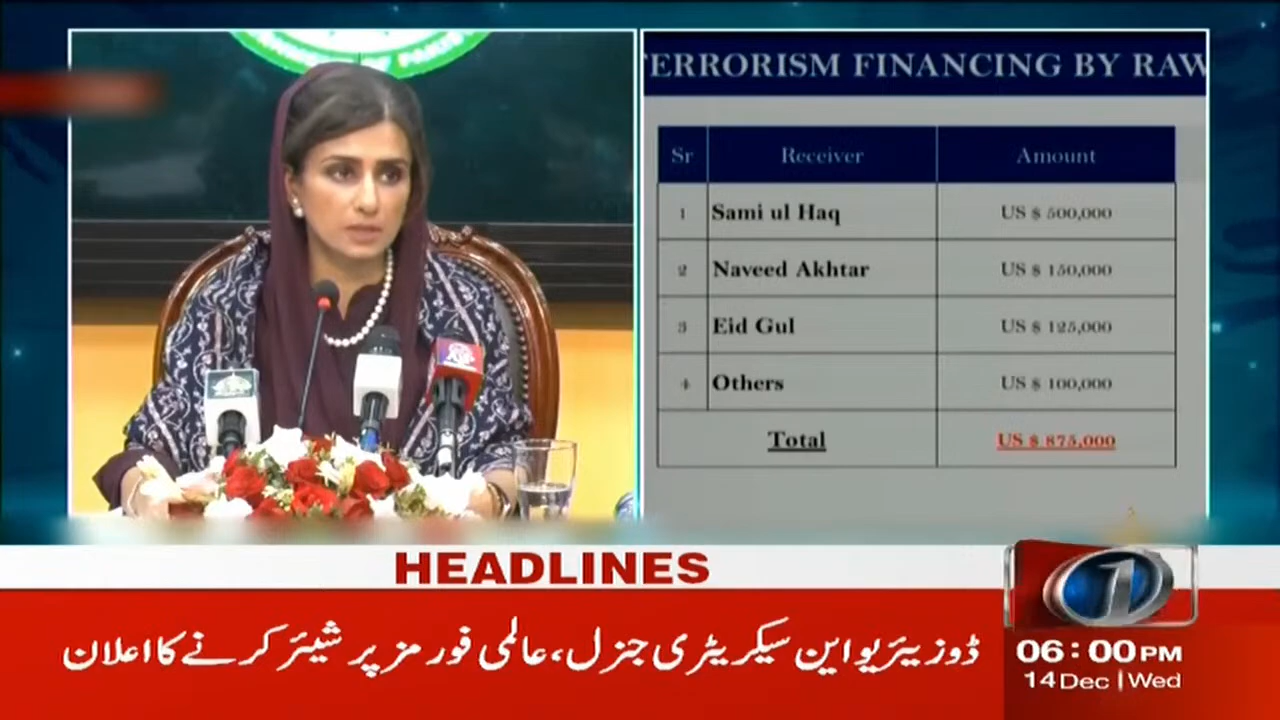 TERRORISM FINANCING BY RAW
Sr Receiver Amount
1 Sami ul Haq US $ 500,000
2 Naveed Akhtar US $ 150,000
3 Eid Gul US $ 125,000
4 Others US $ 100,000
Total US $ 875,000
HEADLINES
ڈوزیئر یو این سیکریٹری جنرل، عالمی فورمز پر شیئر کرنے کا اعلان
1
06:00 PM
14 Dec | Wed